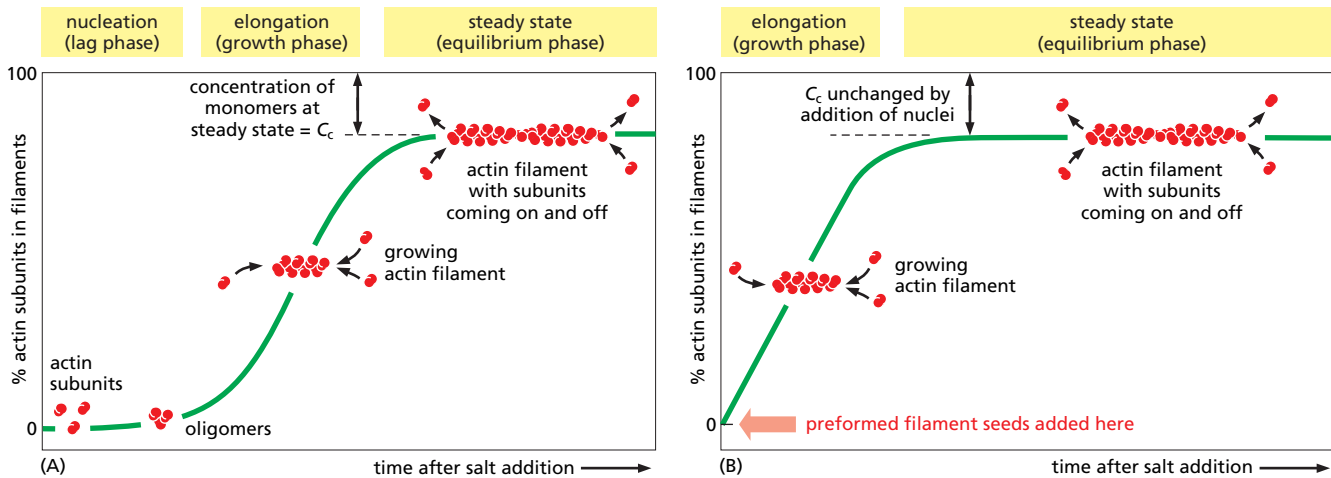 nucleation
(lag phase)
elongation
(growth phase)
steady state
(equilibrium phase)
100
concentration of
monomers at
steady state = Cc
actin filament
with subunits
coming on and off
growing
actin filament
actin
subunits
oligomers
% actin subunits in filaments
0
(A)
time after salt addition
elongation
(growth phase)
steady state
(equilibrium phase)
100
Cc unchanged by
addition of nuclei
actin filament
with subunits
coming on and off
growing
actin filament
preformed filament seeds added here
% actin subunits in filaments
0
(B)
time after salt addition